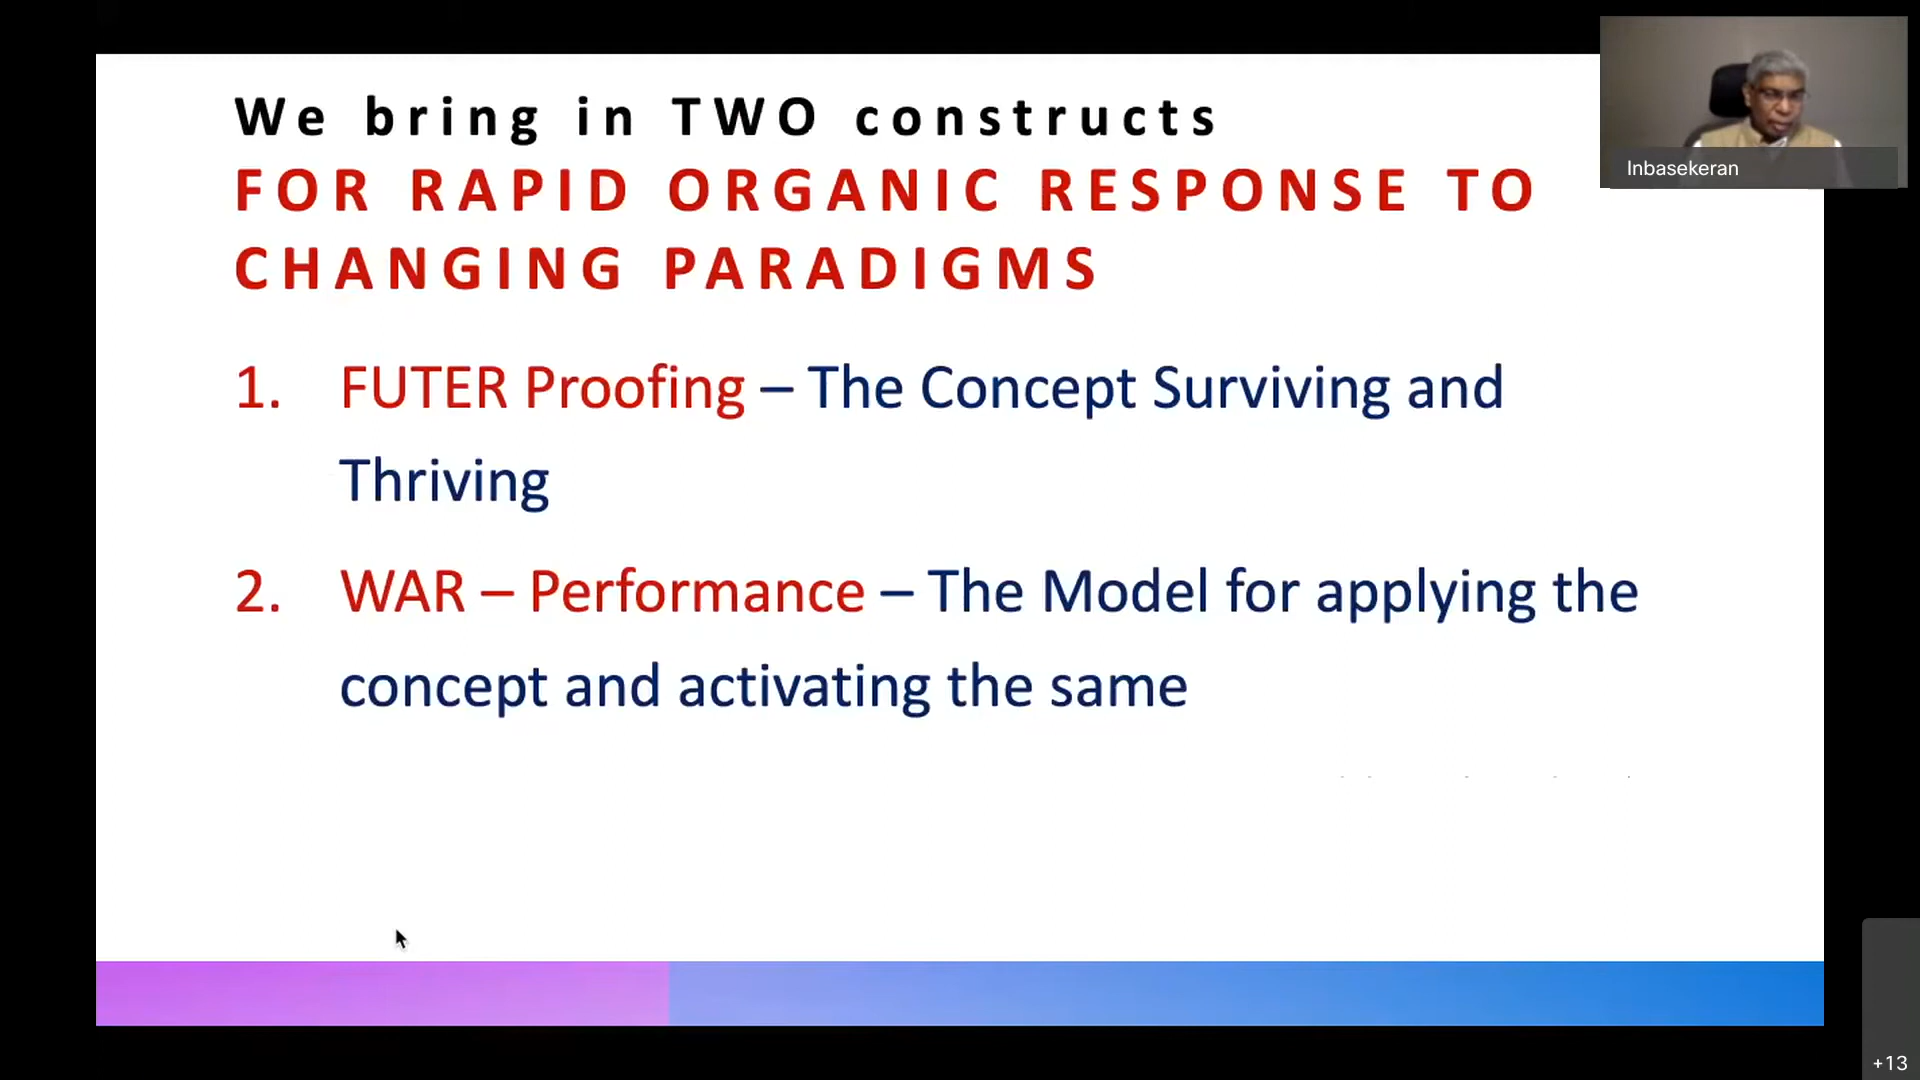 We bring in TWO constructs
FOR RAPID ORGANIC RESPONSE TO
CHANGING PARADIGMS
1. FUTER Proofing – The Concept Surviving and
Thriving
2. WAR – Performance – The Model for applying the
concept and activating the same
Inbasekeran
+13